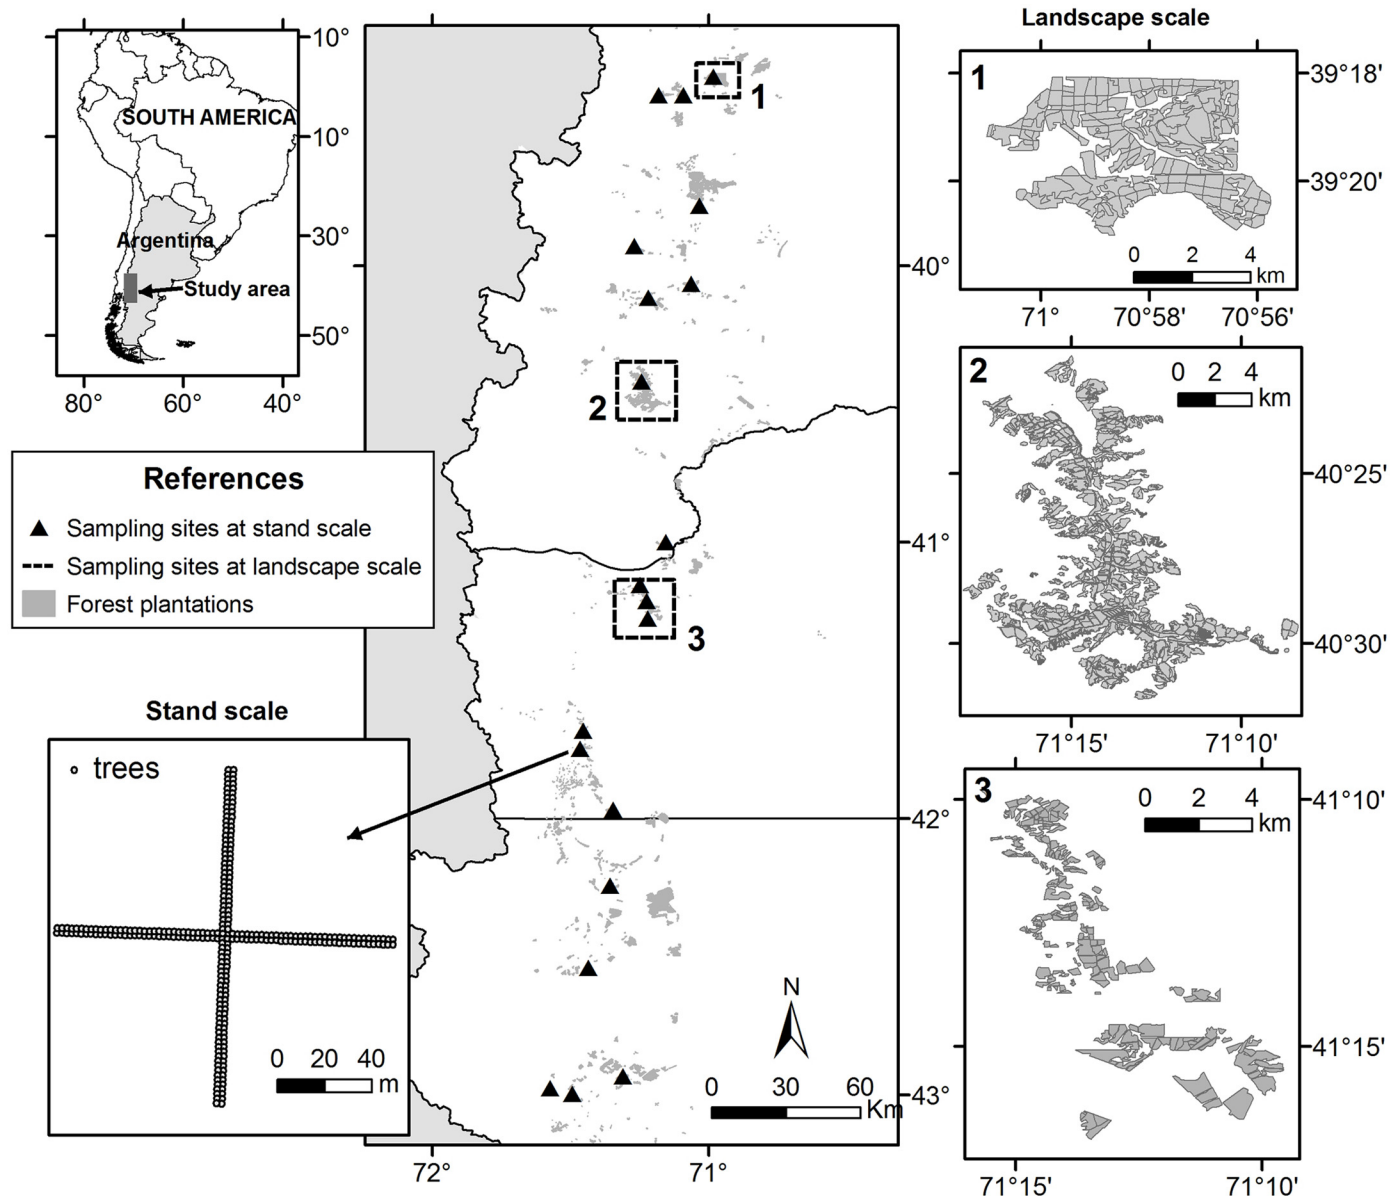 Landscape scale
80°
60°
72°
71°
10°
SOUTH AMERICA
10°
30°
Argentina
Study area
50°
80°
60°
1
2
3
40°
41°
42°
43°
References
Sampling sites at stand scale
Sampling sites at landscape scale
Forest plantations
Stand scale
trees
0 20 40
m
N
0 30 60
Km
72°
71°
1
39°18'
39°20'
0 2 4
km
71°
70°58'
70°56'
2
0 2 4
km
40°25'
40°30'
71°15'
71°10'
3
0 2 4
km
41°10'
41°15'
71°15'
71°10'